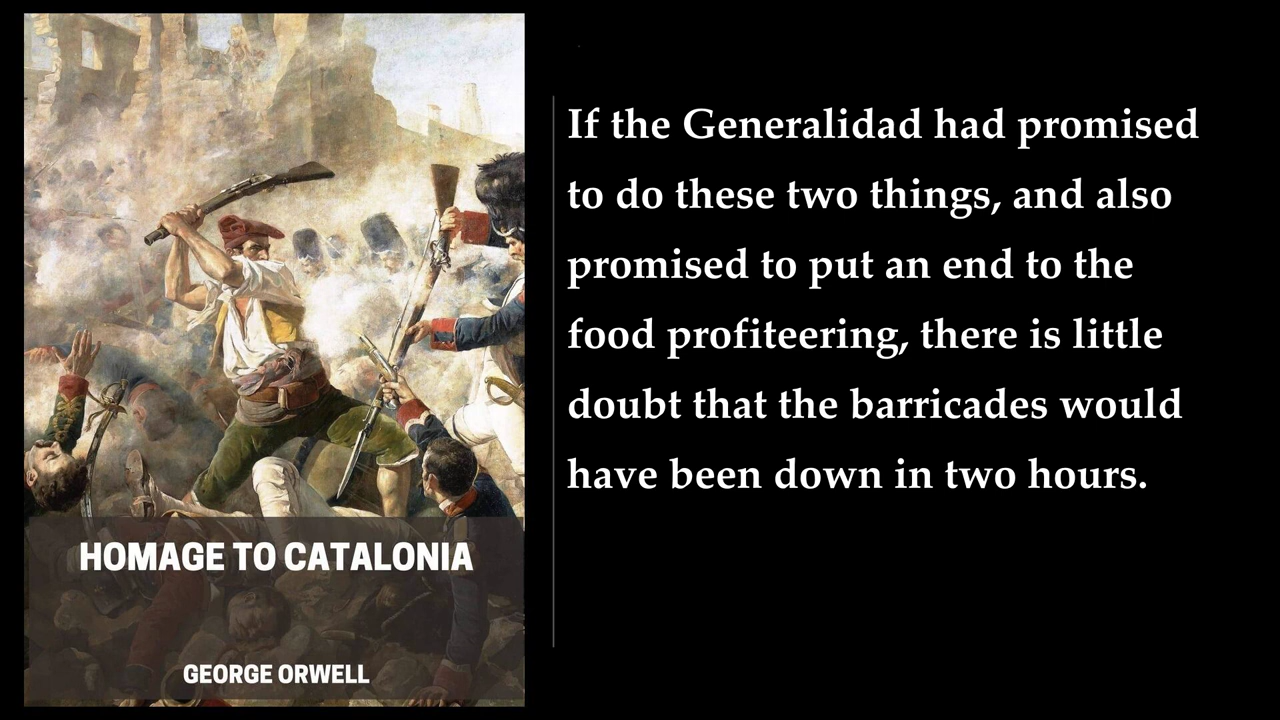 HOMAGE TO CATALONIA
GEORGE ORWELL
If the Generalidad had promised
to do these two things, and also
promised to put an end to the
food profiteering, there is little
doubt that the barricades would
have been down in two hours.